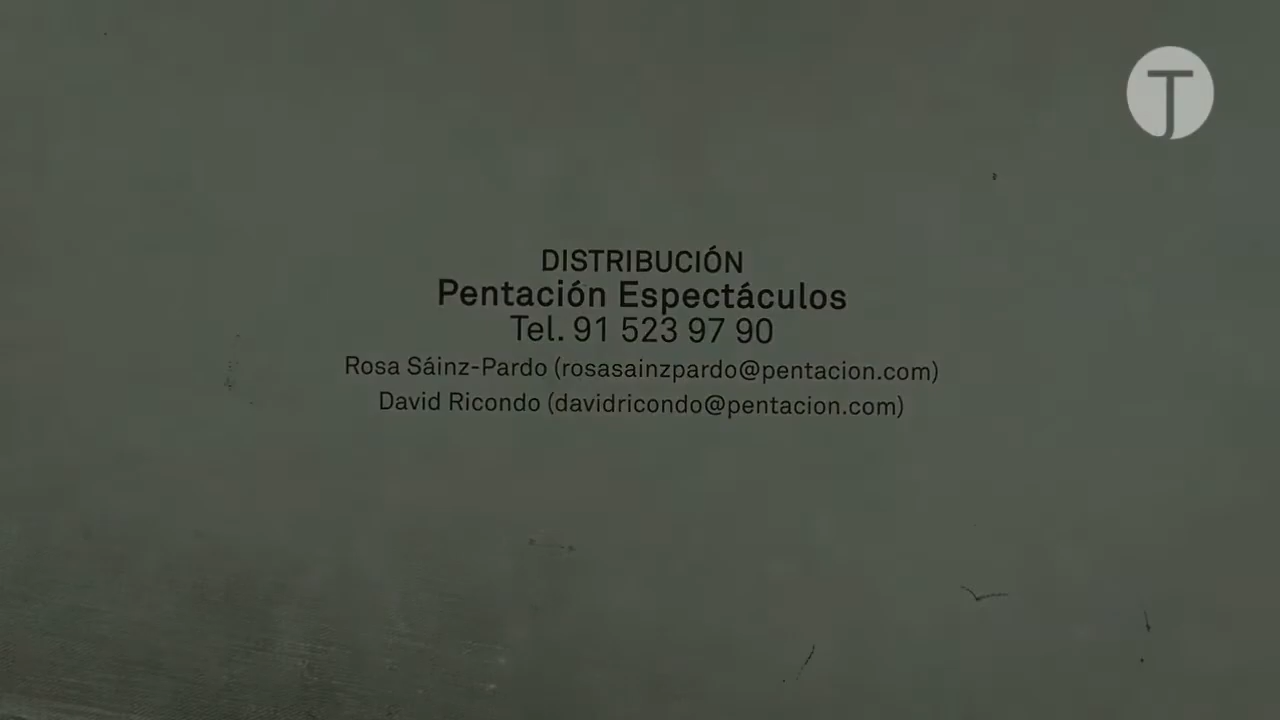 T
DISTRIBUCIÓN
Pentación Espectáculos
Tel. 91 523 97 90
Rosa Sáinz-Pardo (rosasainzpardo@pentacion.com)
David Ricondo (davidricondo@pentacion.com)